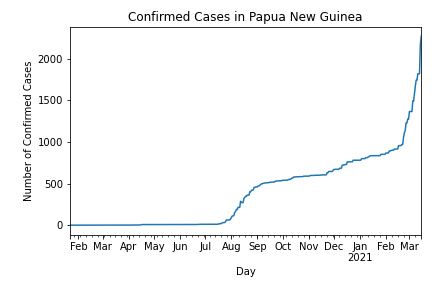 Confirmed Cases in Papua New Guinea
Number of Confirmed Cases
2000
1500
1000
500
0
Feb Mar Apr May Jun Jul Aug Sep Oct Nov Dec Jan Feb Mar
2021
Day